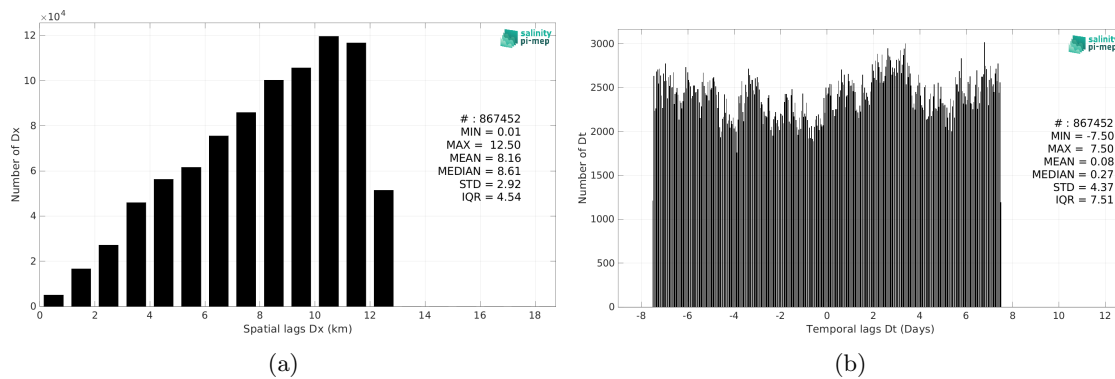 ×10⁴
12
10
8
6
4
2
0
Number of Dx
salinity
pi-mep
# : 867452
MIN = 0.01
MAX = 12.50
MEAN = 8.16
MEDIAN = 8.61
STD = 2.92
IQR = 4.54
0 2 4 6 8 10 12 14 16 18
Spatial lags Dx (km)
(a)
3000
2500
2000
1500
1000
500
0
Number of Dt
salinity
pi-mep
# : 867452
MIN = -7.50
MAX = 7.50
MEAN = 0.08
MEDIAN = 0.27
STD = 4.37
IQR = 7.51
-8 -6 -4 -2 0 2 4 6 8 10 12
Temporal lags Dt (Days)
(b)